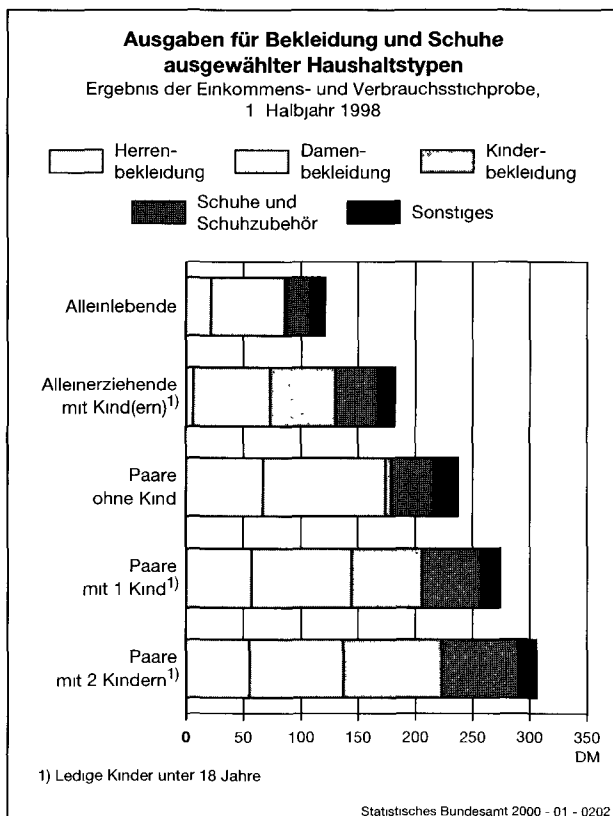 Ausgaben für Bekleidung und Schuhe
ausgewählter Haushaltstypen
Ergebnis der Einkommens- und Verbrauchsstichprobe,
1 Halbjahr 1998
Herren-
bekleidung
Damen-
bekleidung
Kinder-
bekleidung
Schuhe und
Schuhzubehör
Sonstiges
Alleinlebende
Alleinerziehende
mit Kind(ern)1)
Paare
ohne Kind
Paare
mit 1 Kind1)
Paare
mit 2 Kindern1)
0 50 100 150 200 250 300 350
DM
1) Ledige Kinder unter 18 Jahre
Statistisches Bundesamt 2000 - 01 - 0202